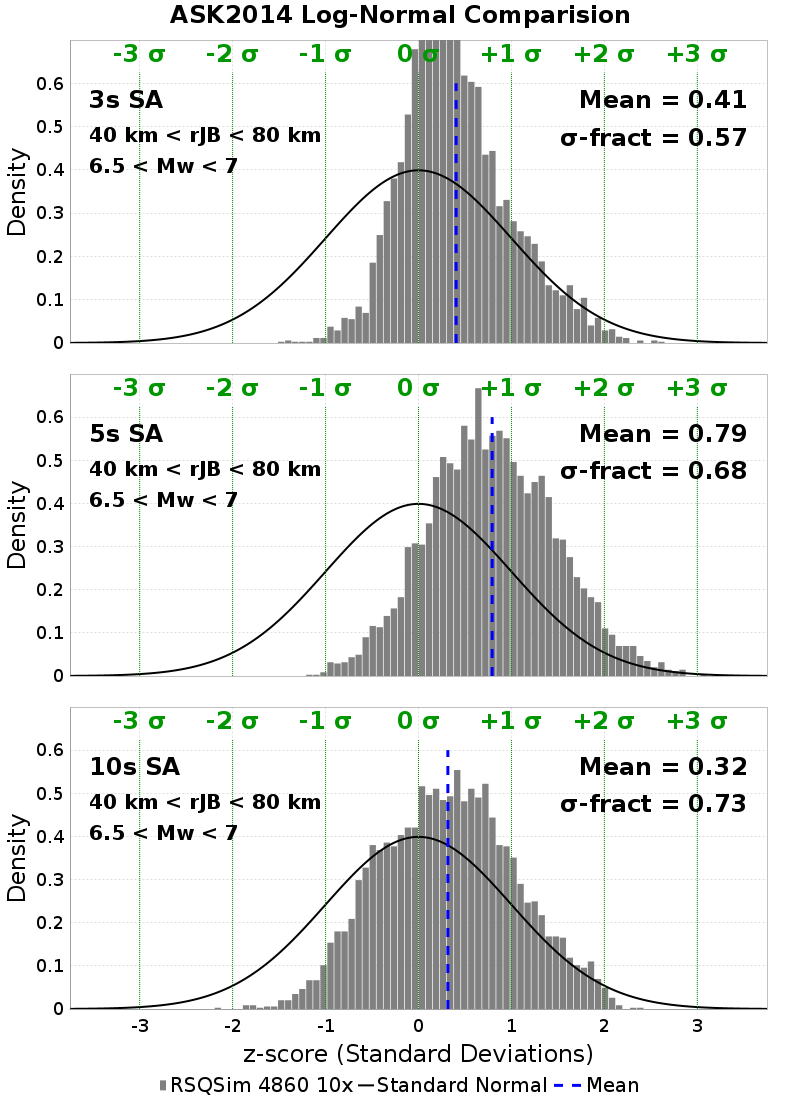 ASK2014 Log-Normal Comparision
-3 σ -2 σ -1 σ 0 σ +1 σ +2 σ +3 σ
3s SA
40 km < rJB < 80 km
6.5 < Mw < 7
Mean = 0.41
σ-fract = 0.57
0.6
0.5
0.4
0.3
0.2
0.1
0
Density
-3 σ -2 σ -1 σ 0 σ +1 σ +2 σ +3 σ
5s SA
40 km < rJB < 80 km
6.5 < Mw < 7
Mean = 0.79
σ-fract = 0.68
0.6
0.5
0.4
0.3
0.2
0.1
0
Density
-3 σ -2 σ -1 σ 0 σ +1 σ +2 σ +3 σ
10s SA
40 km < rJB < 80 km
6.5 < Mw < 7
Mean = 0.32
σ-fract = 0.73
0.6
0.5
0.4
0.3
0.2
0.1
0
Density
-3 -2 -1 0 1 2 3
z-score (Standard Deviations)
RSQSim 4860 10x Standard Normal Mean